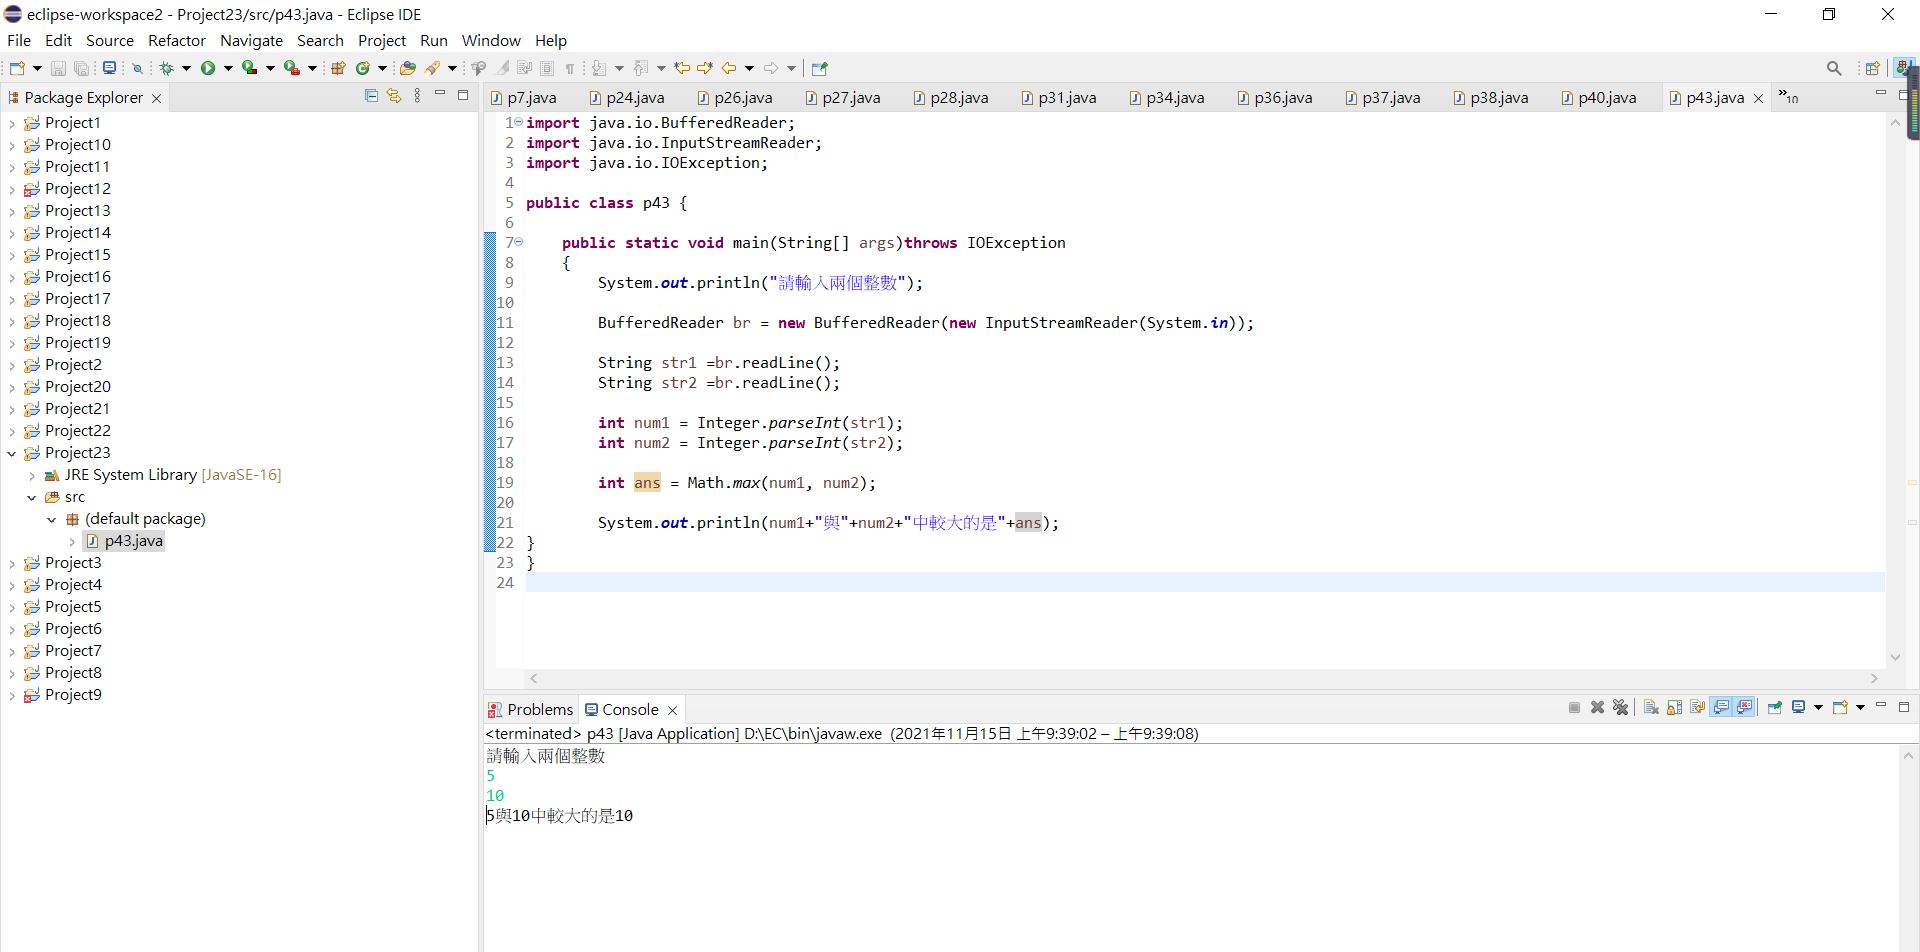 eclipse-workspace2 - Project23/src/p43.java - Eclipse IDE
File Edit Source Refactor Navigate Search Project Run Window Help
Package Explorer
Project1
Project10
Project11
Project12
Project13
Project14
Project15
Project16
Project17
Project18
Project19
Project2
Project20
Project21
Project22
Project23
JRE System Library [JavaSE-16]
src
(default package)
p43.java
Project3
Project4
Project5
Project6
Project7
Project8
Project9
p7.java p24.java p26.java p27.java p28.java p31.java p34.java p36.java p37.java p38.java p40.java p43.java »10
1 import java.io.BufferedReader;
2 import java.io.InputStreamReader;
3 import java.io.IOException;
4
5 public class p43 {
6
7     public static void main(String[] args)throws IOException
8     {
9         System.out.println("請輸入兩個整數");
10
11         BufferedReader br = new BufferedReader(new InputStreamReader(System.in));
12
13         String str1 =br.readLine();
14         String str2 =br.readLine();
15
16         int num1 = Integer.parseInt(str1);
17         int num2 = Integer.parseInt(str2);
18
19         int ans = Math.max(num1, num2);
20
21         System.out.println(num1+"與"+num2+"中較大的是"+ans);
22 }
23 }
24
Problems Console
<terminated> p43 [Java Application] D:\EC\bin\javaw.exe (2021年11月15日 上午9:39:02 – 上午9:39:08)
請輸入兩個整數
5
10
5與10中較大的是10